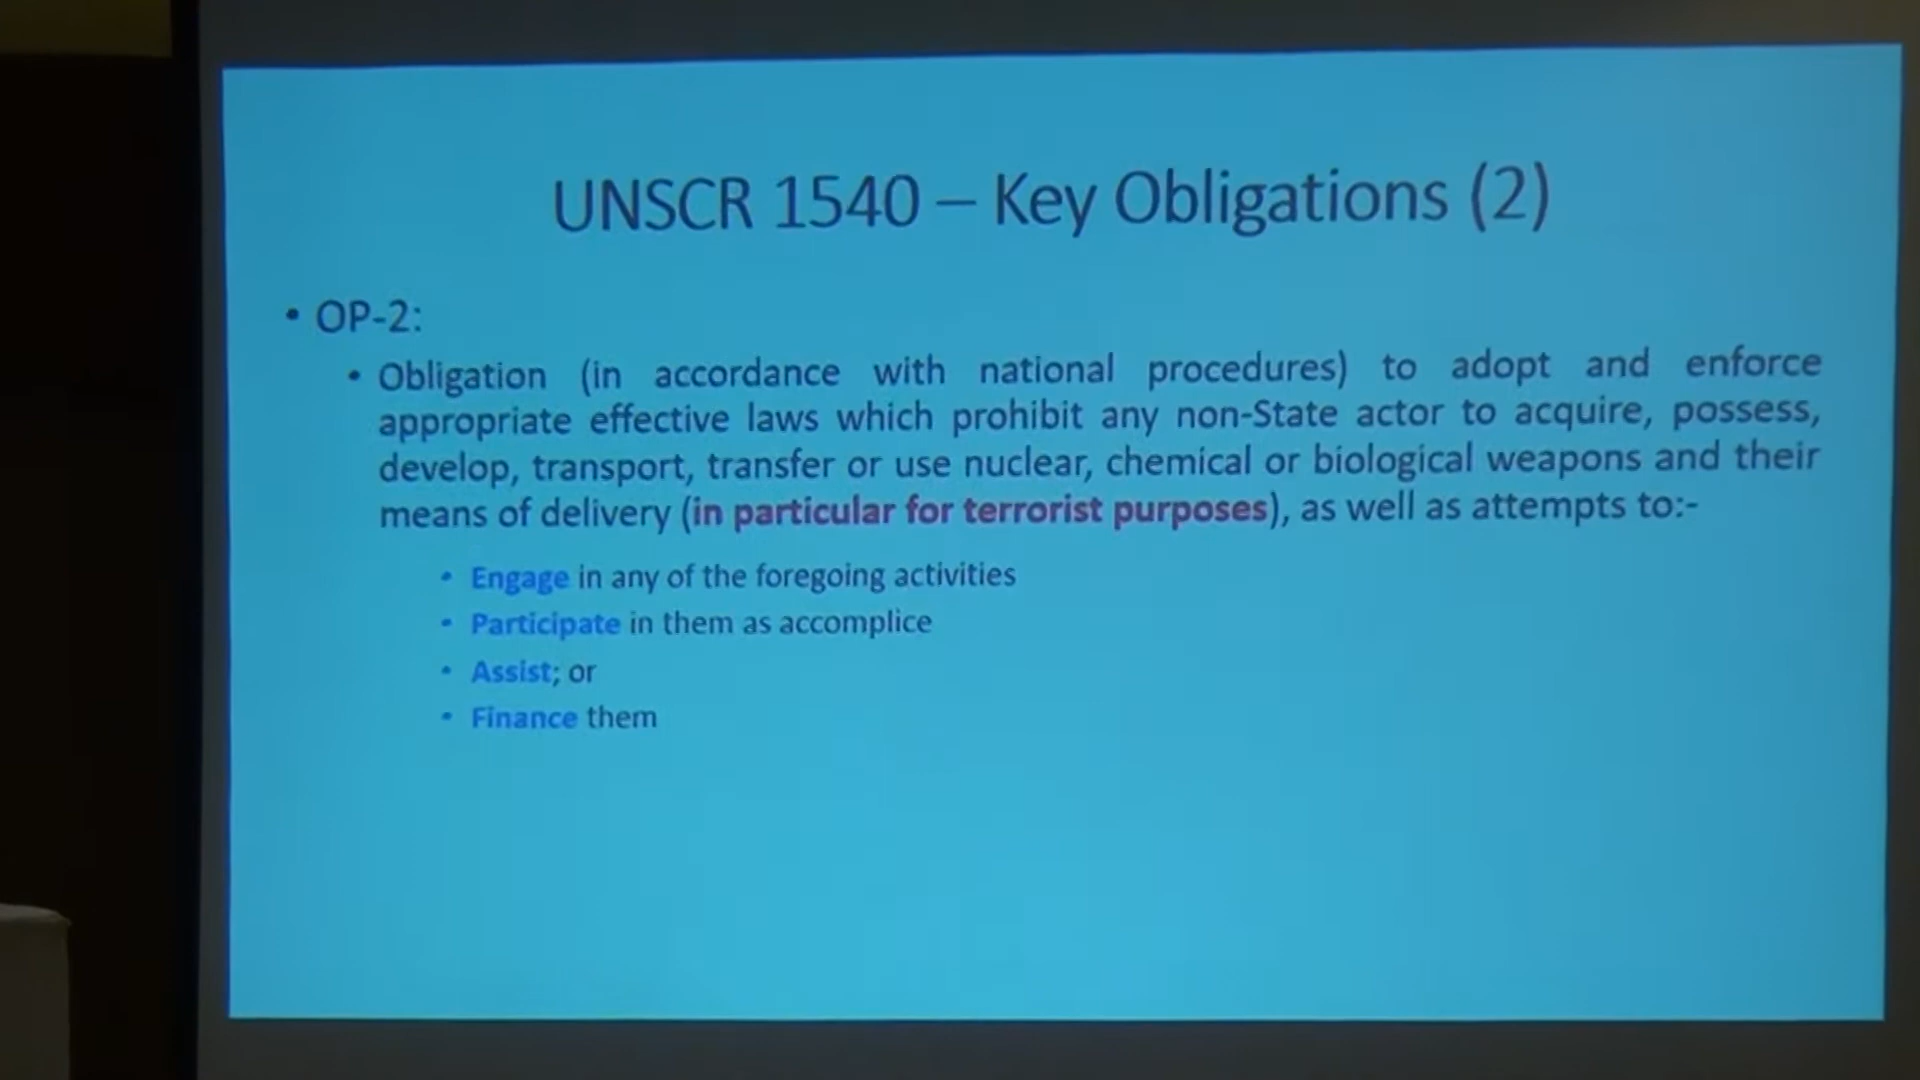 UNSCR 1540 – Key Obligations (2)
• OP-2:
• Obligation (in accordance with national procedures) to adopt and enforce
appropriate effective laws which prohibit any non-State actor to acquire, possess,
develop, transport, transfer or use nuclear, chemical or biological weapons and their
means of delivery (in particular for terrorist purposes), as well as attempts to:-
• Engage in any of the foregoing activities
• Participate in them as accomplice
• Assist; or
• Finance them